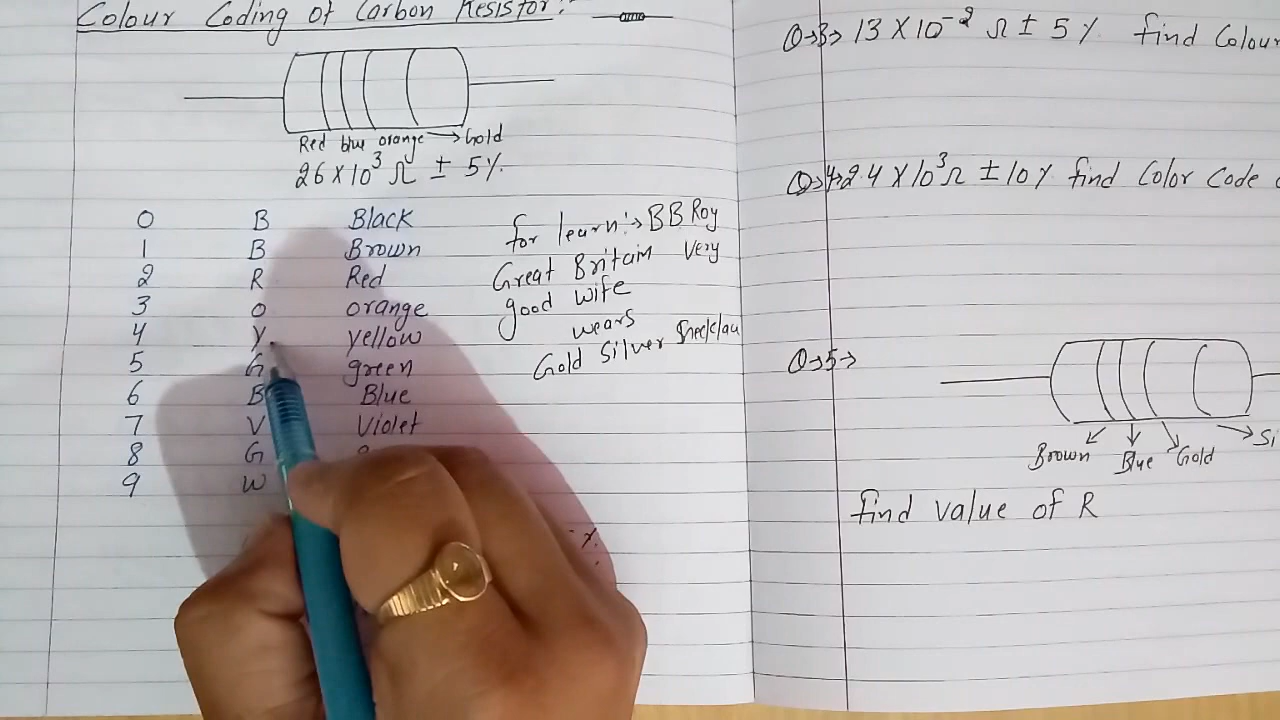 Colour Coding of Carbon Resistor:
Red blue orange → Gold
26 × 10³ Ω ± 5%.
0 B Black
1 B Brown
2 R Red
3 O orange
4 Y yellow
5 G green
6 B Blue
7 V Violet
8 G
9 W
for learn:→ BB Roy
Great Britain Very
good wife
wears
Gold Silver
Q→3→ 13 × 10⁻² Ω ± 5% find Colour
Q→4→ 2.4 × 10³ Ω ± 10% find Color Code
Q→5→
Brown Blue Gold Si
find value of R